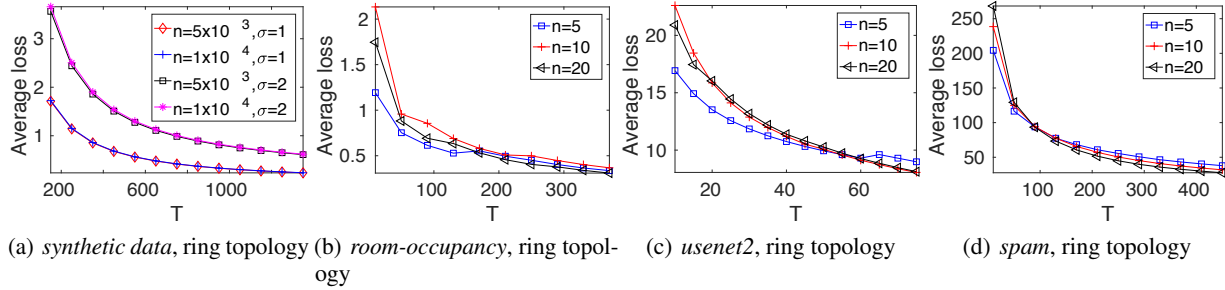 Average loss
3
2
1
200
600
1000
T
n=5x10 3 ,σ=1
n=1x10 4 ,σ=1
n=5x10 3 ,σ=2
n=1x10 4 ,σ=2
(a) synthetic data, ring topology
Average loss
2
1.5
1
0.5
100
200
300
T
n=5
n=10
n=20
(b) room-occupancy, ring topol-
ogy
Average loss
20
15
10
20
40
60
T
n=5
n=10
n=20
(c) usenet2, ring topology
Average loss
250
200
150
100
50
100
200
300
400
T
n=5
n=10
n=20
(d) spam, ring topology